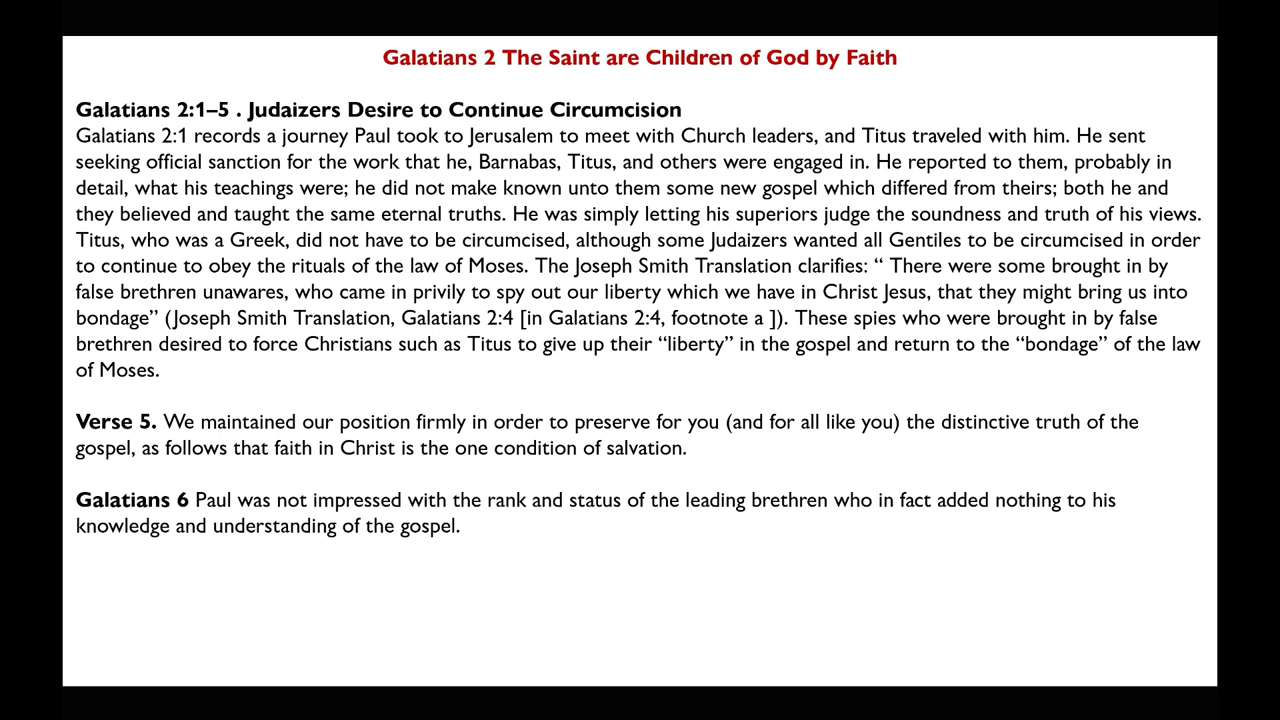 Galatians 2 The Saint are Children of God by Faith
Galatians 2:1–5 . Judaizers Desire to Continue Circumcision
Galatians 2:1 records a journey Paul took to Jerusalem to meet with Church leaders, and Titus traveled with him. He sent
seeking official sanction for the work that he, Barnabas, Titus, and others were engaged in. He reported to them, probably in
detail, what his teachings were; he did not make known unto them some new gospel which differed from theirs; both he and
they believed and taught the same eternal truths. He was simply letting his superiors judge the soundness and truth of his views.
Titus, who was a Greek, did not have to be circumcised, although some Judaizers wanted all Gentiles to be circumcised in order
to continue to obey the rituals of the law of Moses. The Joseph Smith Translation clarifies: “ There were some brought in by
false brethren unawares, who came in privily to spy out our liberty which we have in Christ Jesus, that they might bring us into
bondage” (Joseph Smith Translation, Galatians 2:4 [in Galatians 2:4, footnote a ]). These spies who were brought in by false
brethren desired to force Christians such as Titus to give up their “liberty” in the gospel and return to the “bondage” of the law
of Moses.
Verse 5. We maintained our position firmly in order to preserve for you (and for all like you) the distinctive truth of the
gospel, as follows that faith in Christ is the one condition of salvation.
Galatians 6 Paul was not impressed with the rank and status of the leading brethren who in fact added nothing to his
knowledge and understanding of the gospel.